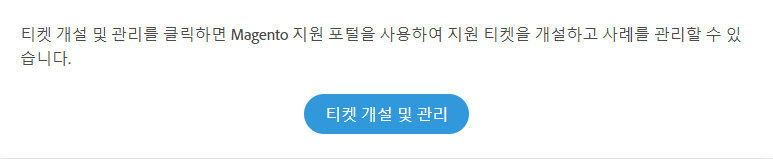 티켓 개설 및 관리를 클릭하면 Magento 지원 포털을 사용하여 지원 티켓을 개설하고 사례를 관리할 수 있
습니다.
티켓 개설 및 관리